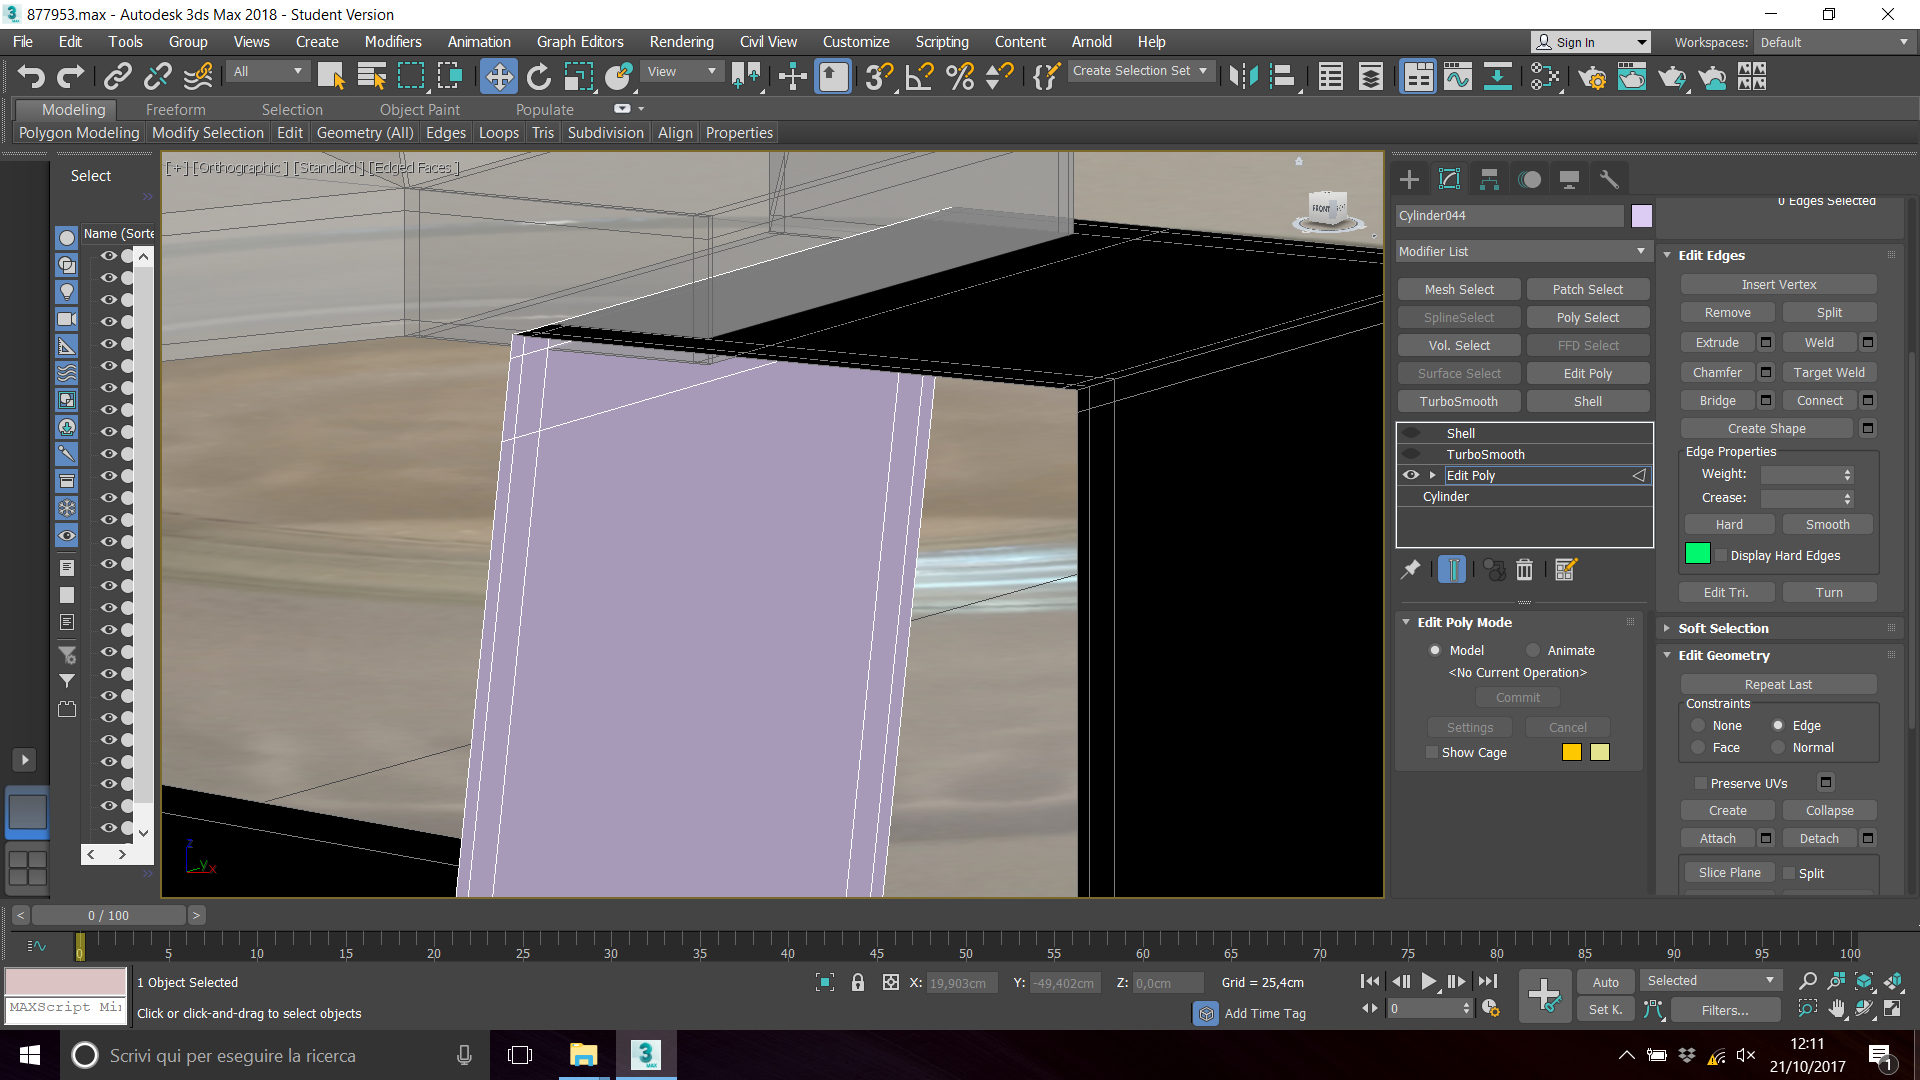 877953.max - Autodesk 3ds Max 2018 - Student Version
File Edit Tools Group Views Create Modifiers Animation Graph Editors Rendering Civil View Customize Scripting Content Arnold Help
Sign In
Workspaces: Default
All
View
Create Selection Set
Modeling Freeform Selection Object Paint Populate
Polygon Modeling Modify Selection Edit Geometry (All) Edges Loops Tris Subdivision Align Properties
Select
Name (Sorte
[+] [Orthographic ] [Standard ] [Edged Faces ]
FRONT
z
y
x
Cylinder044
Modifier List
Mesh Select Patch Select
SplineSelect Poly Select
Vol. Select FFD Select
Surface Select Edit Poly
TurboSmooth Shell
Shell
TurboSmooth
Edit Poly
Cylinder
Edit Poly Mode
Model Animate
<No Current Operation>
Commit
Settings Cancel
Show Cage
0 Edges Selected
Edit Edges
Insert Vertex
Remove Split
Extrude Weld
Chamfer Target Weld
Bridge Connect
Create Shape
Edge Properties
Weight:
Crease:
Hard Smooth
Display Hard Edges
Edit Tri. Turn
Soft Selection
Edit Geometry
Repeat Last
Constraints
None Edge
Face Normal
Preserve UVs
Create Collapse
Attach Detach
Slice Plane Split
< 0 / 100 >
0 5 10 15 20 25 30 35 40 45 50 55 60 65 70 75 80 85 90 95 100
1 Object Selected
X: 19,903cm Y: -49,402cm Z: 0,0cm Grid = 25,4cm
Auto Selected
MAXScript Mi
Click or click-and-drag to select objects
Add Time Tag
0
Set K. Filters...
Scrivi qui per eseguire la ricerca
3
MAX
12:11
21/10/2017
1